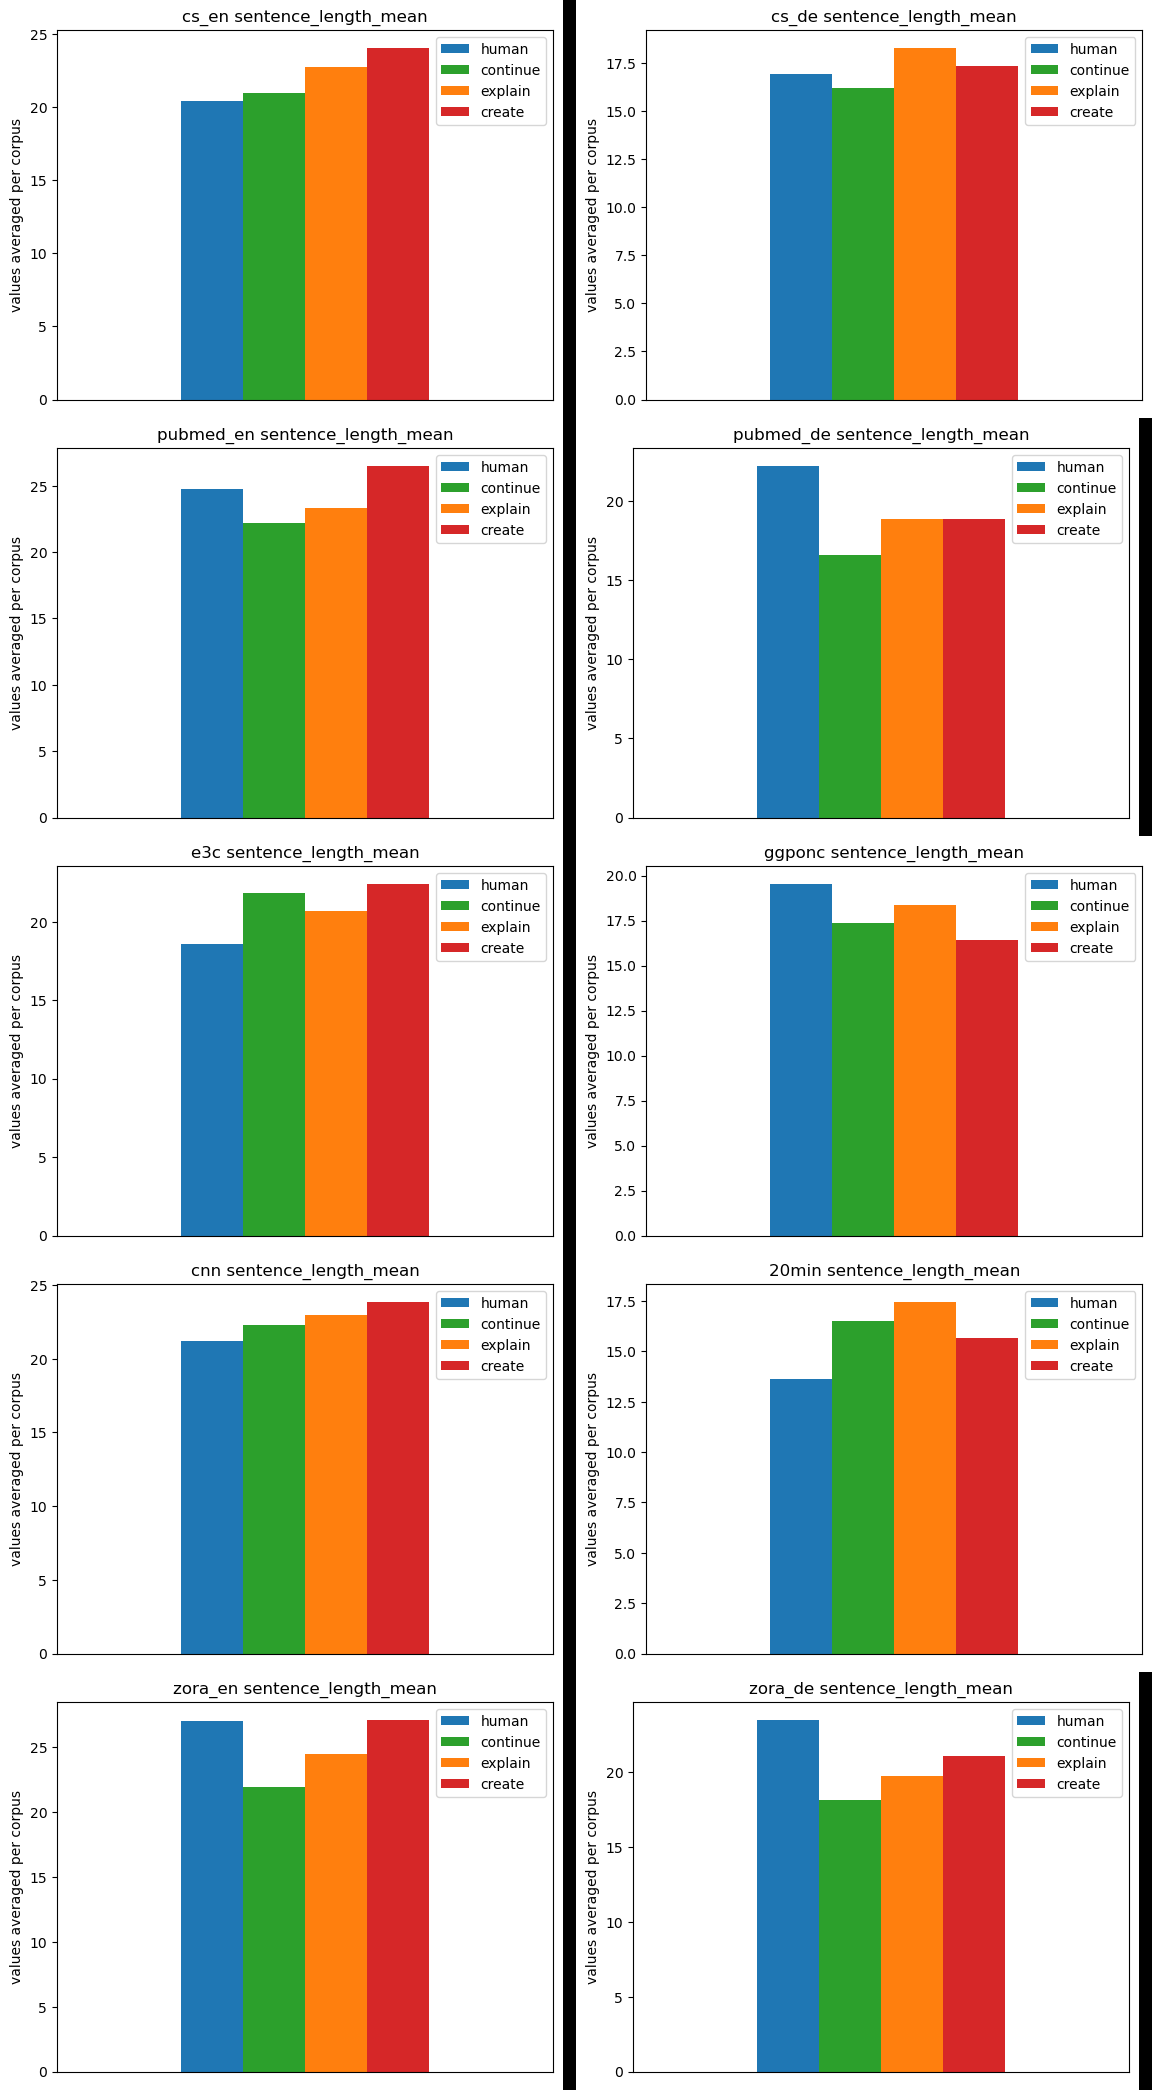 cs_en sentence_length_mean
values averaged per corpus
25
20
15
10
5
0
human
continue
explain
create
cs_de sentence_length_mean
values averaged per corpus
17.5
15.0
12.5
10.0
7.5
5.0
2.5
0.0
human
continue
explain
create
pubmed_en sentence_length_mean
values averaged per corpus
25
20
15
10
5
0
human
continue
explain
create
pubmed_de sentence_length_mean
values averaged per corpus
20
15
10
5
0
human
continue
explain
create
e3c sentence_length_mean
values averaged per corpus
20
15
10
5
0
human
continue
explain
create
ggponc sentence_length_mean
values averaged per corpus
20.0
17.5
15.0
12.5
10.0
7.5
5.0
2.5
0.0
human
continue
explain
create
cnn sentence_length_mean
values averaged per corpus
25
20
15
10
5
0
human
continue
explain
create
20min sentence_length_mean
values averaged per corpus
17.5
15.0
12.5
10.0
7.5
5.0
2.5
0.0
human
continue
explain
create
zora_en sentence_length_mean
values averaged per corpus
25
20
15
10
5
0
human
continue
explain
create
zora_de sentence_length_mean
values averaged per corpus
20
15
10
5
0
human
continue
explain
create